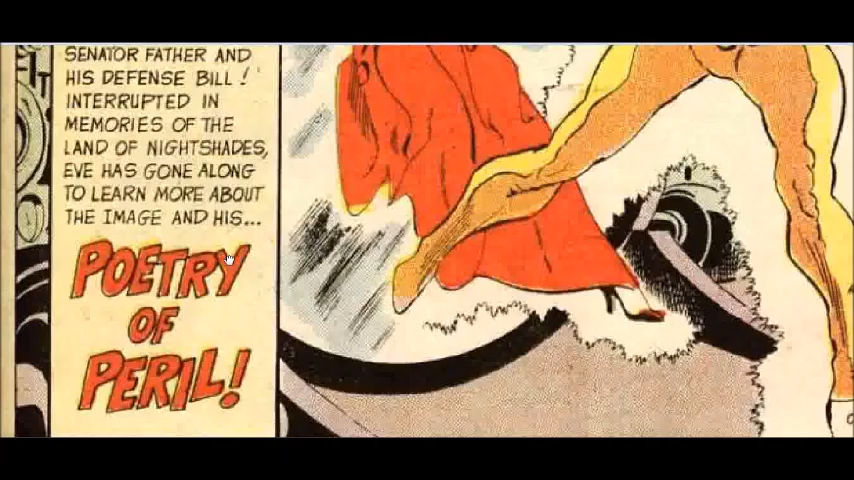 SENATOR FATHER AND
HIS DEFENSE BILL!
INTERRUPTED IN
MEMORIES OF THE
LAND OF NIGHTSHADES,
EVE HAS GONE ALONG
TO LEARN MORE ABOUT
THE IMAGE AND HIS...
POETRY
OF
PERIL!